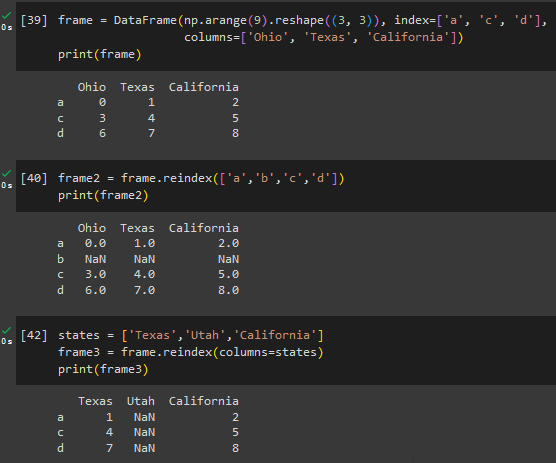 [39] frame = DataFrame(np.arange(9).reshape((3, 3)), index=['a', 'c', 'd'],
columns=['Ohio', 'Texas', 'California'])
0s
print(frame)
Ohio Texas California
a 0 1 2
c 3 4 5
d 6 7 8
[40] frame2 = frame.reindex(['a','b','c','d'])
0s
print(frame2)
Ohio Texas California
a 0.0 1.0 2.0
b NaN NaN NaN
c 3.0 4.0 5.0
d 6.0 7.0 8.0
[42] states = ['Texas','Utah','California']
0s
frame3 = frame.reindex(columns=states)
print(frame3)
Texas Utah California
a 1 NaN 2
c 4 NaN 5
d 7 NaN 8